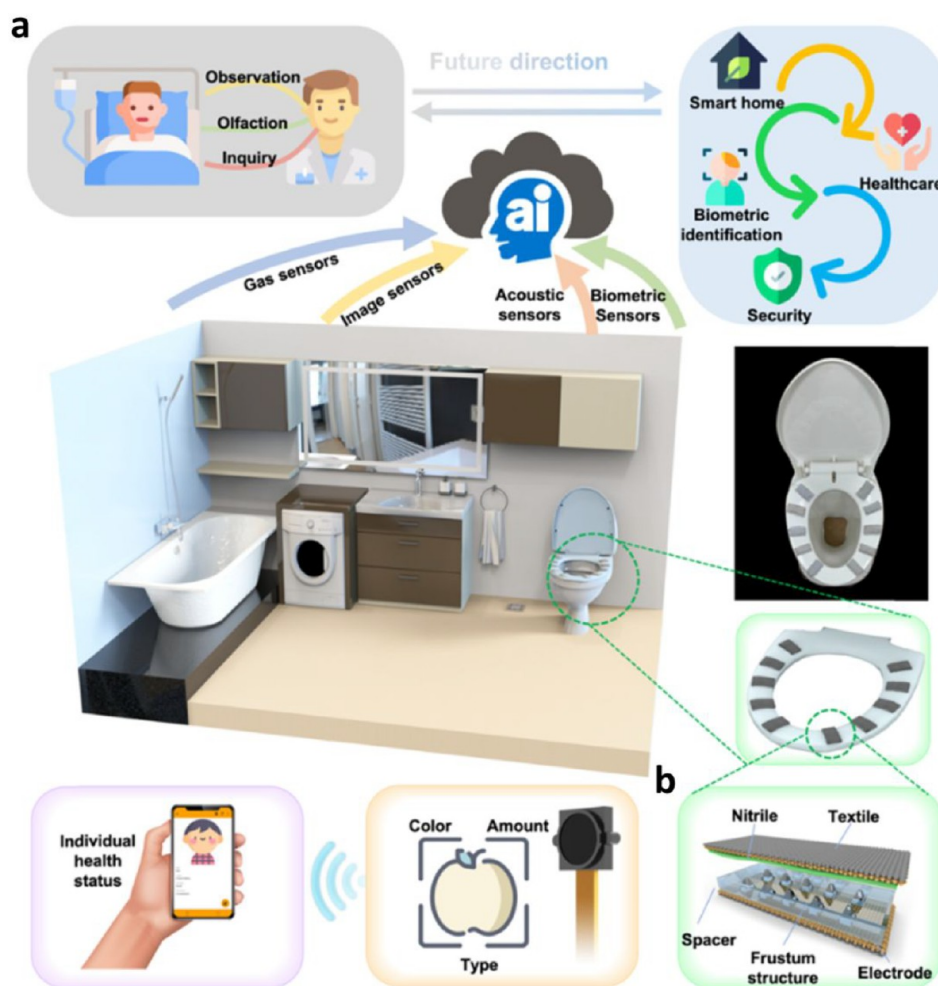 a
Observation
Olfaction
Inquiry
Future direction
Smart home
Healthcare
Biometric
identification
Security
ai
Gas sensors
Image sensors
Acoustic
sensors
Biometric
Sensors
b
Individual
health
status
Color
Amount
Type
Nitrile
Textile
Spacer
Frustum
structure
Electrode